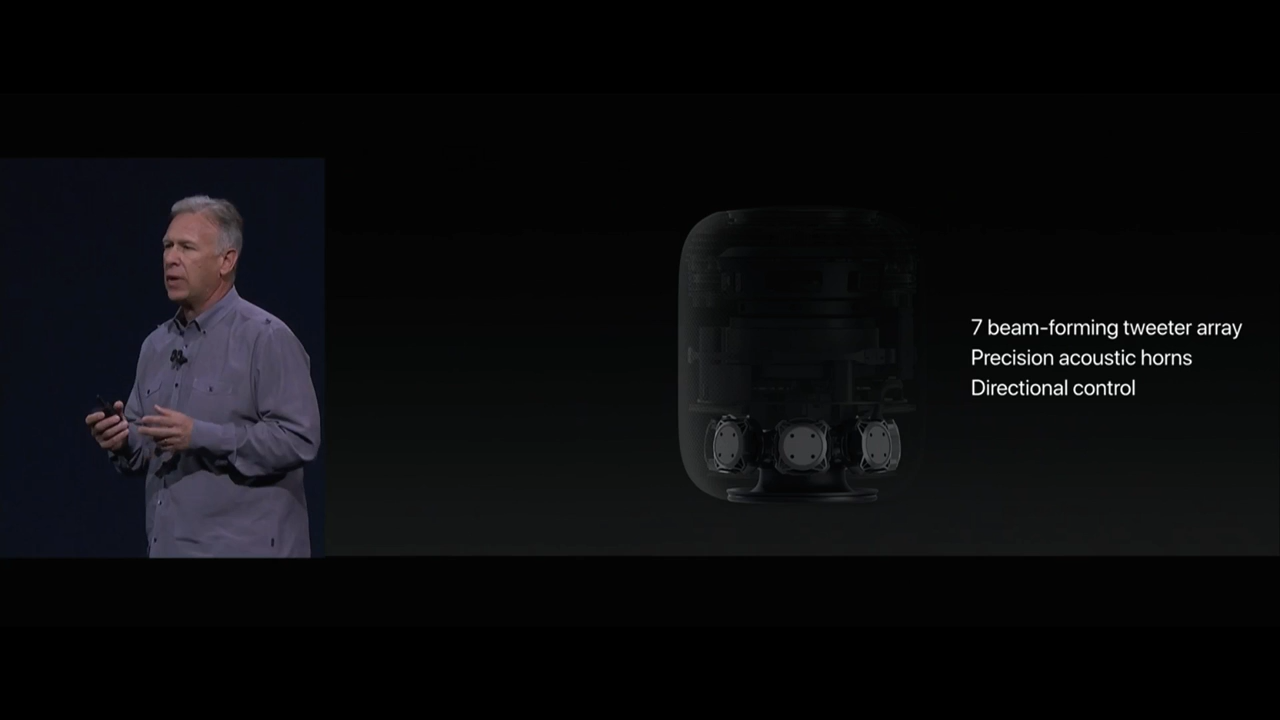 7 beam-forming tweeter array
Precision acoustic horns
Directional control